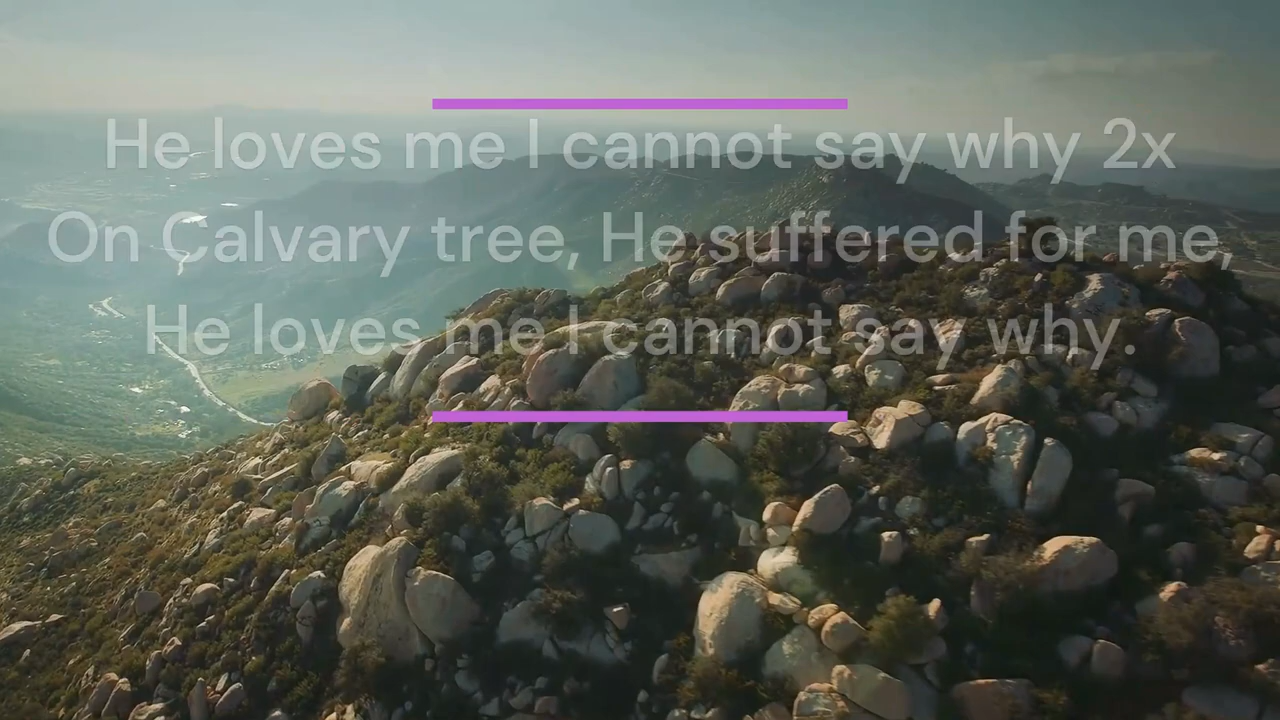 He loves me I cannot say why 2x
On Calvary tree, He suffered for me,
He loves me I cannot say why.